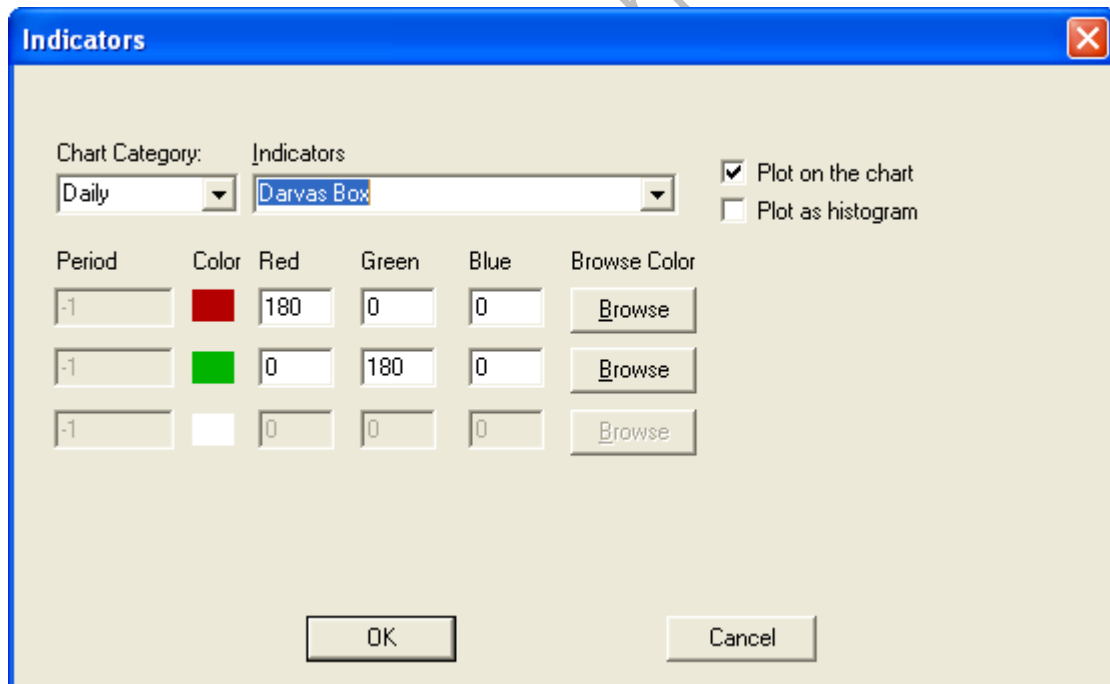 Indicators
Chart Category: Indicators
Daily Darvas Box
Plot on the chart
Plot as histogram
Period Color Red Green Blue Browse Color
-1 180 0 0 Browse
-1 0 180 0 Browse
-1 0 0 0 Browse
OK Cancel